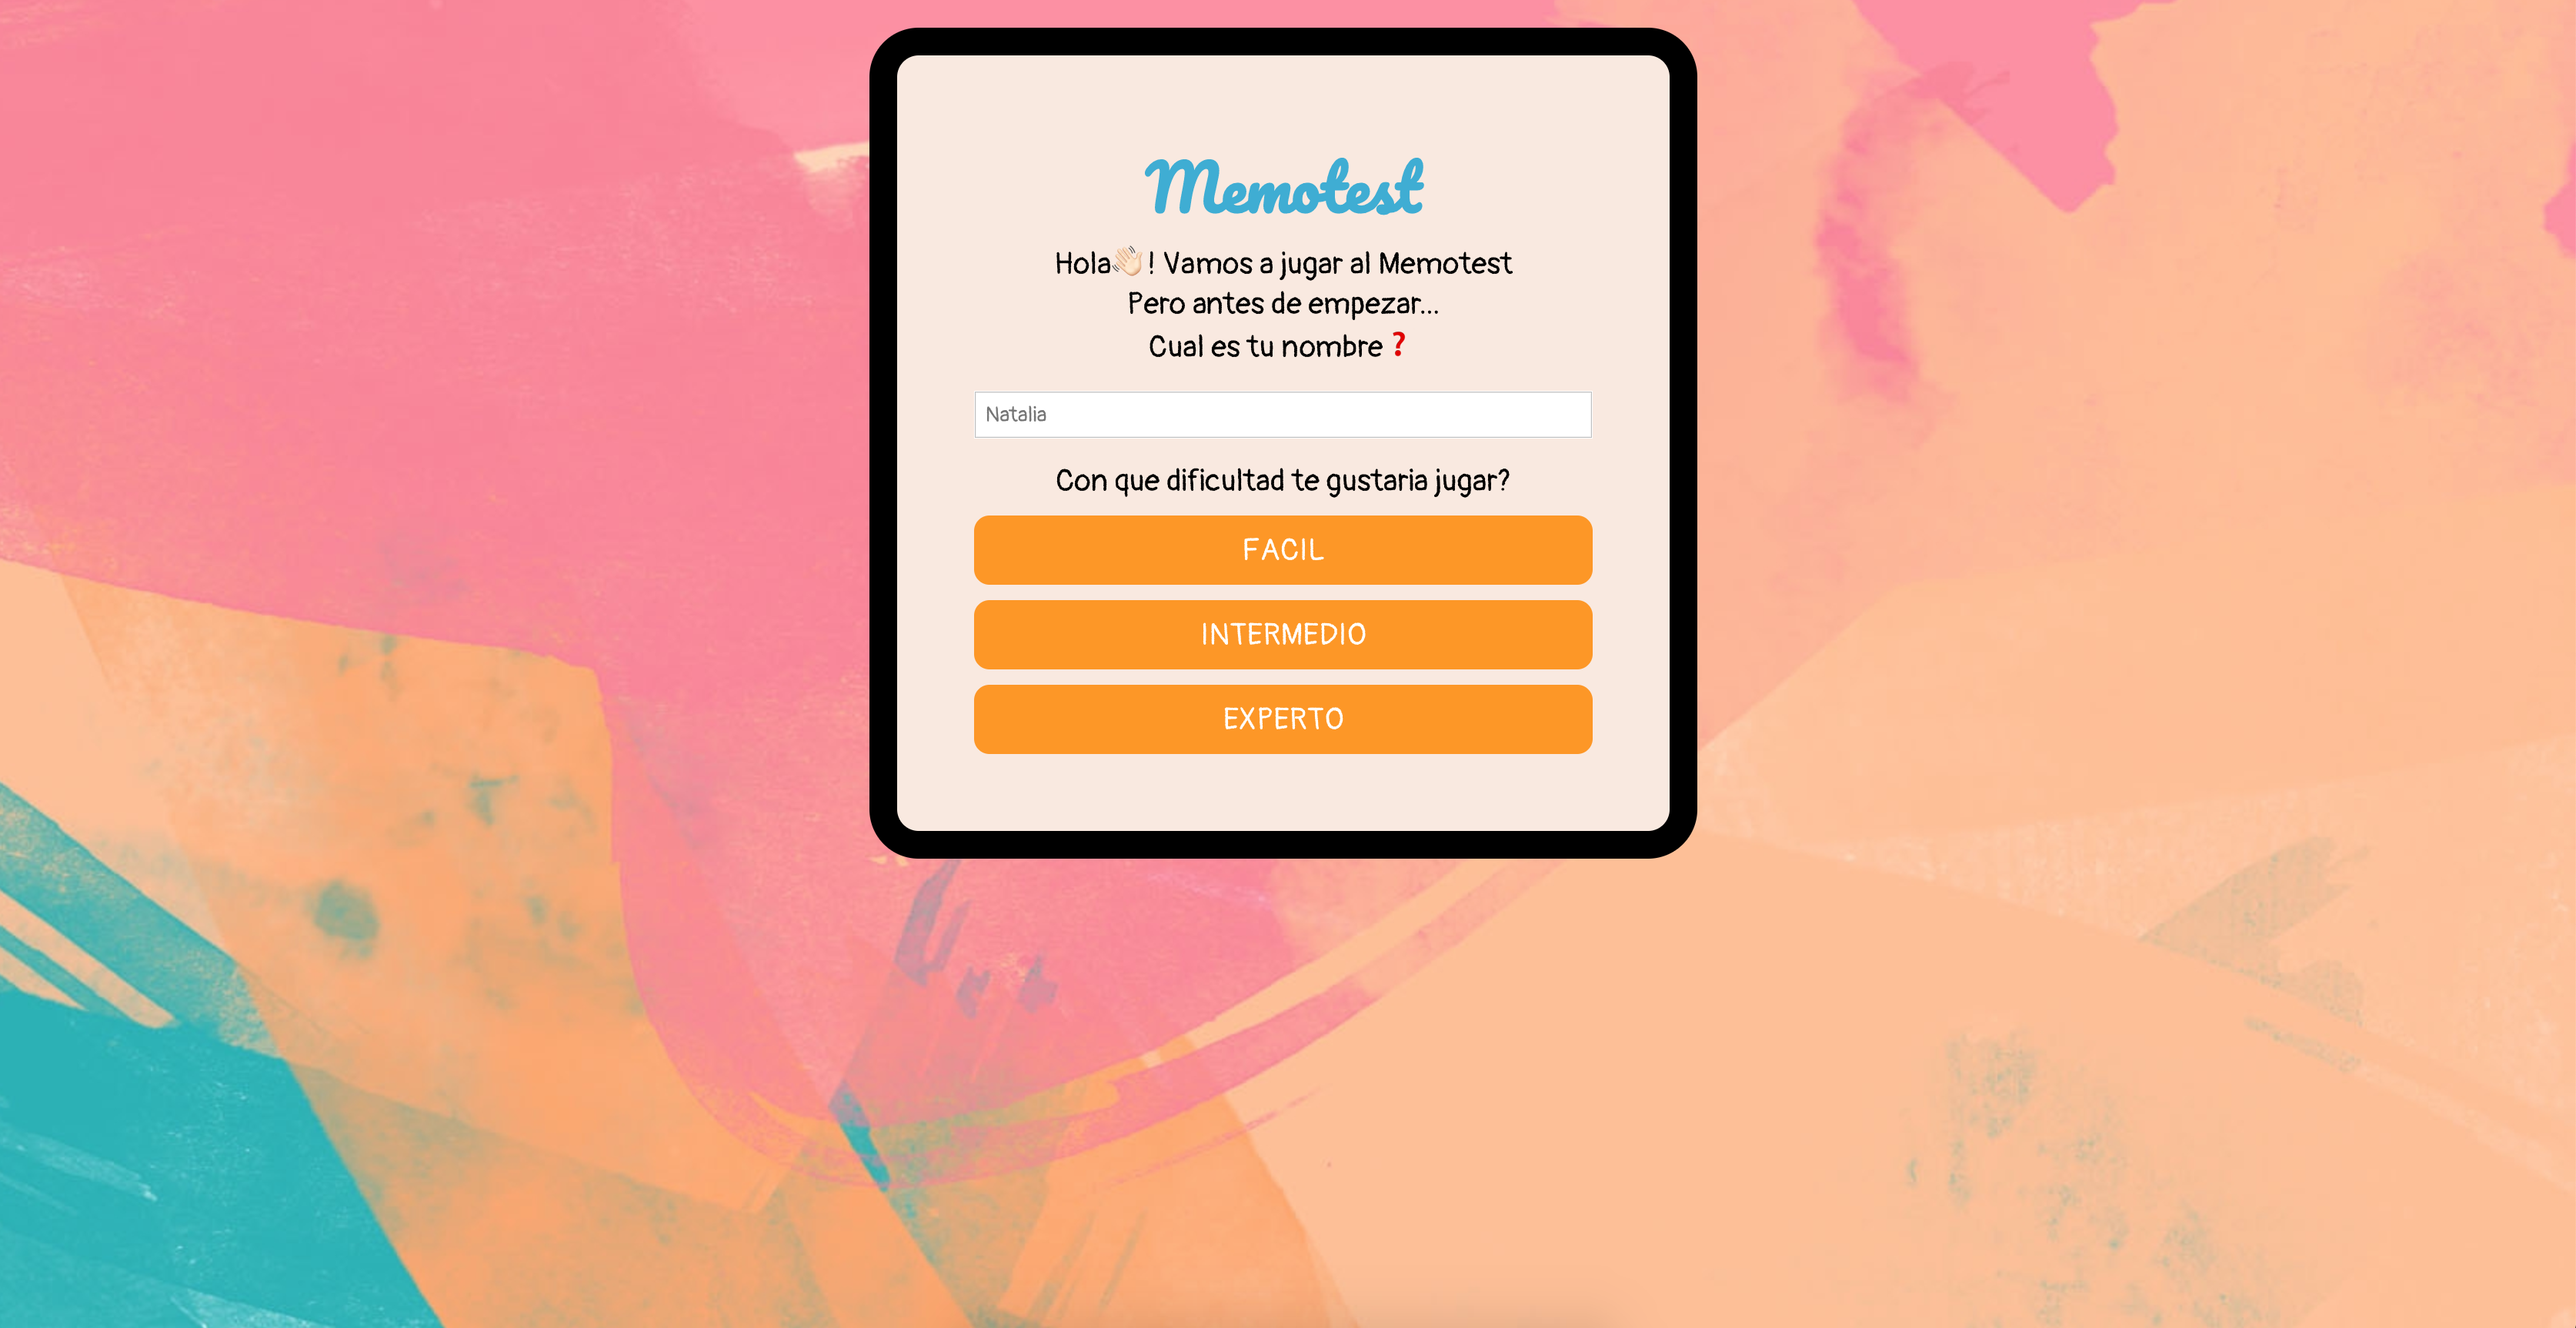 Memotest
Hola👋🏻! Vamos a jugar al Memotest
Pero antes de empezar...
Cual es tu nombre ❓
Natalia
Con que dificultad te gustaria jugar?
FACIL
INTERMEDIO
EXPERTO